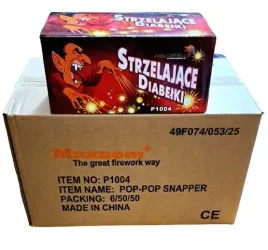 STRZELAJĄCE
DIABEŁKI
P1004
49F074/053/25
Maxsem+
The great firework way
ITEM NO: P1004
ITEM NAME: POP-POP SNAPPER
PACKING: 6/50/50
MADE IN CHINA
CE